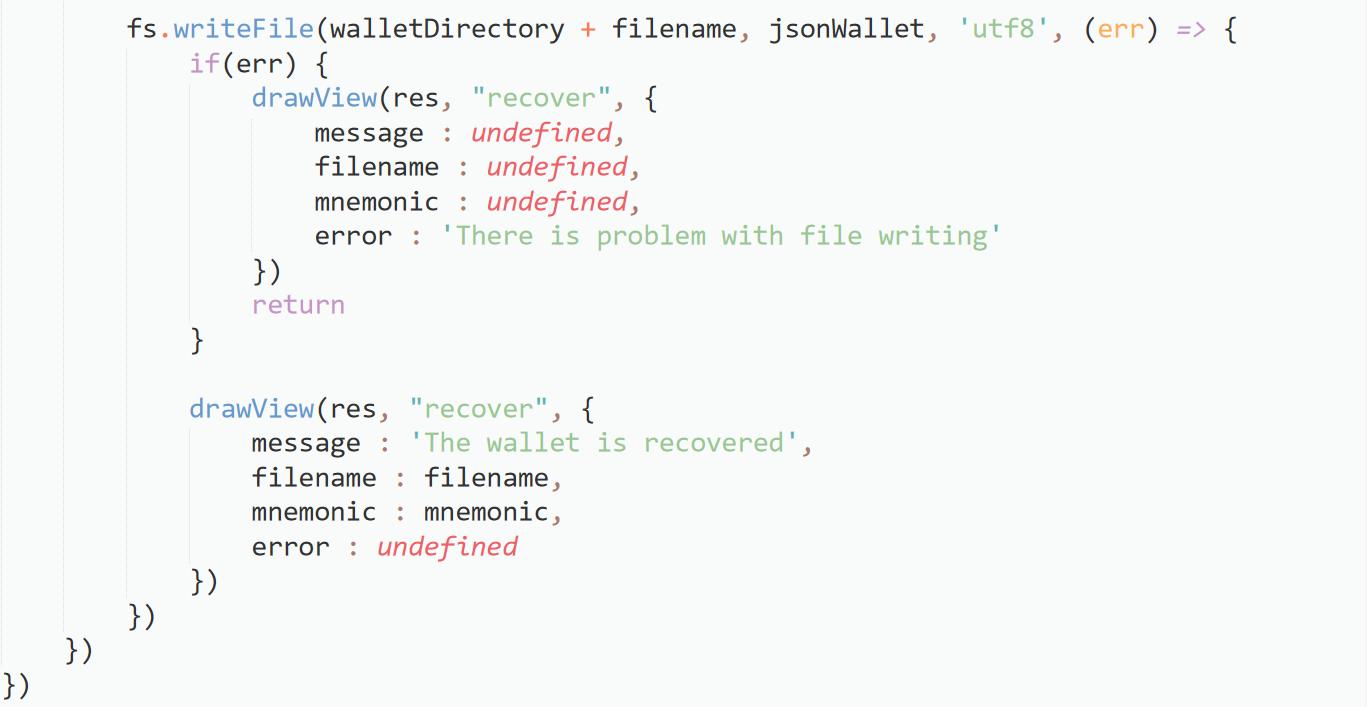 fs.writeFile(walletDirectory + filename, jsonWallet, 'utf8', (err) => {
if(err) {
drawView(res, "recover", {
message : undefined,
filename : undefined,
mnemonic : undefined,
error : 'There is problem with file writing'
})
return
}
drawView(res, "recover", {
message : 'The wallet is recovered',
filename : filename,
mnemonic : mnemonic,
error : undefined
})
})
})
})